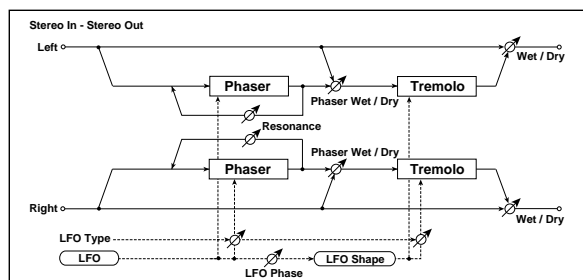 Stereo In - Stereo Out
Left
Wet / Dry
Phaser
Tremolo
Phaser Wet / Dry
Resonance
Phaser Wet / Dry
Phaser
Tremolo
Right
Wet / Dry
LFO Type
LFO
LFO Shape
LFO Phase